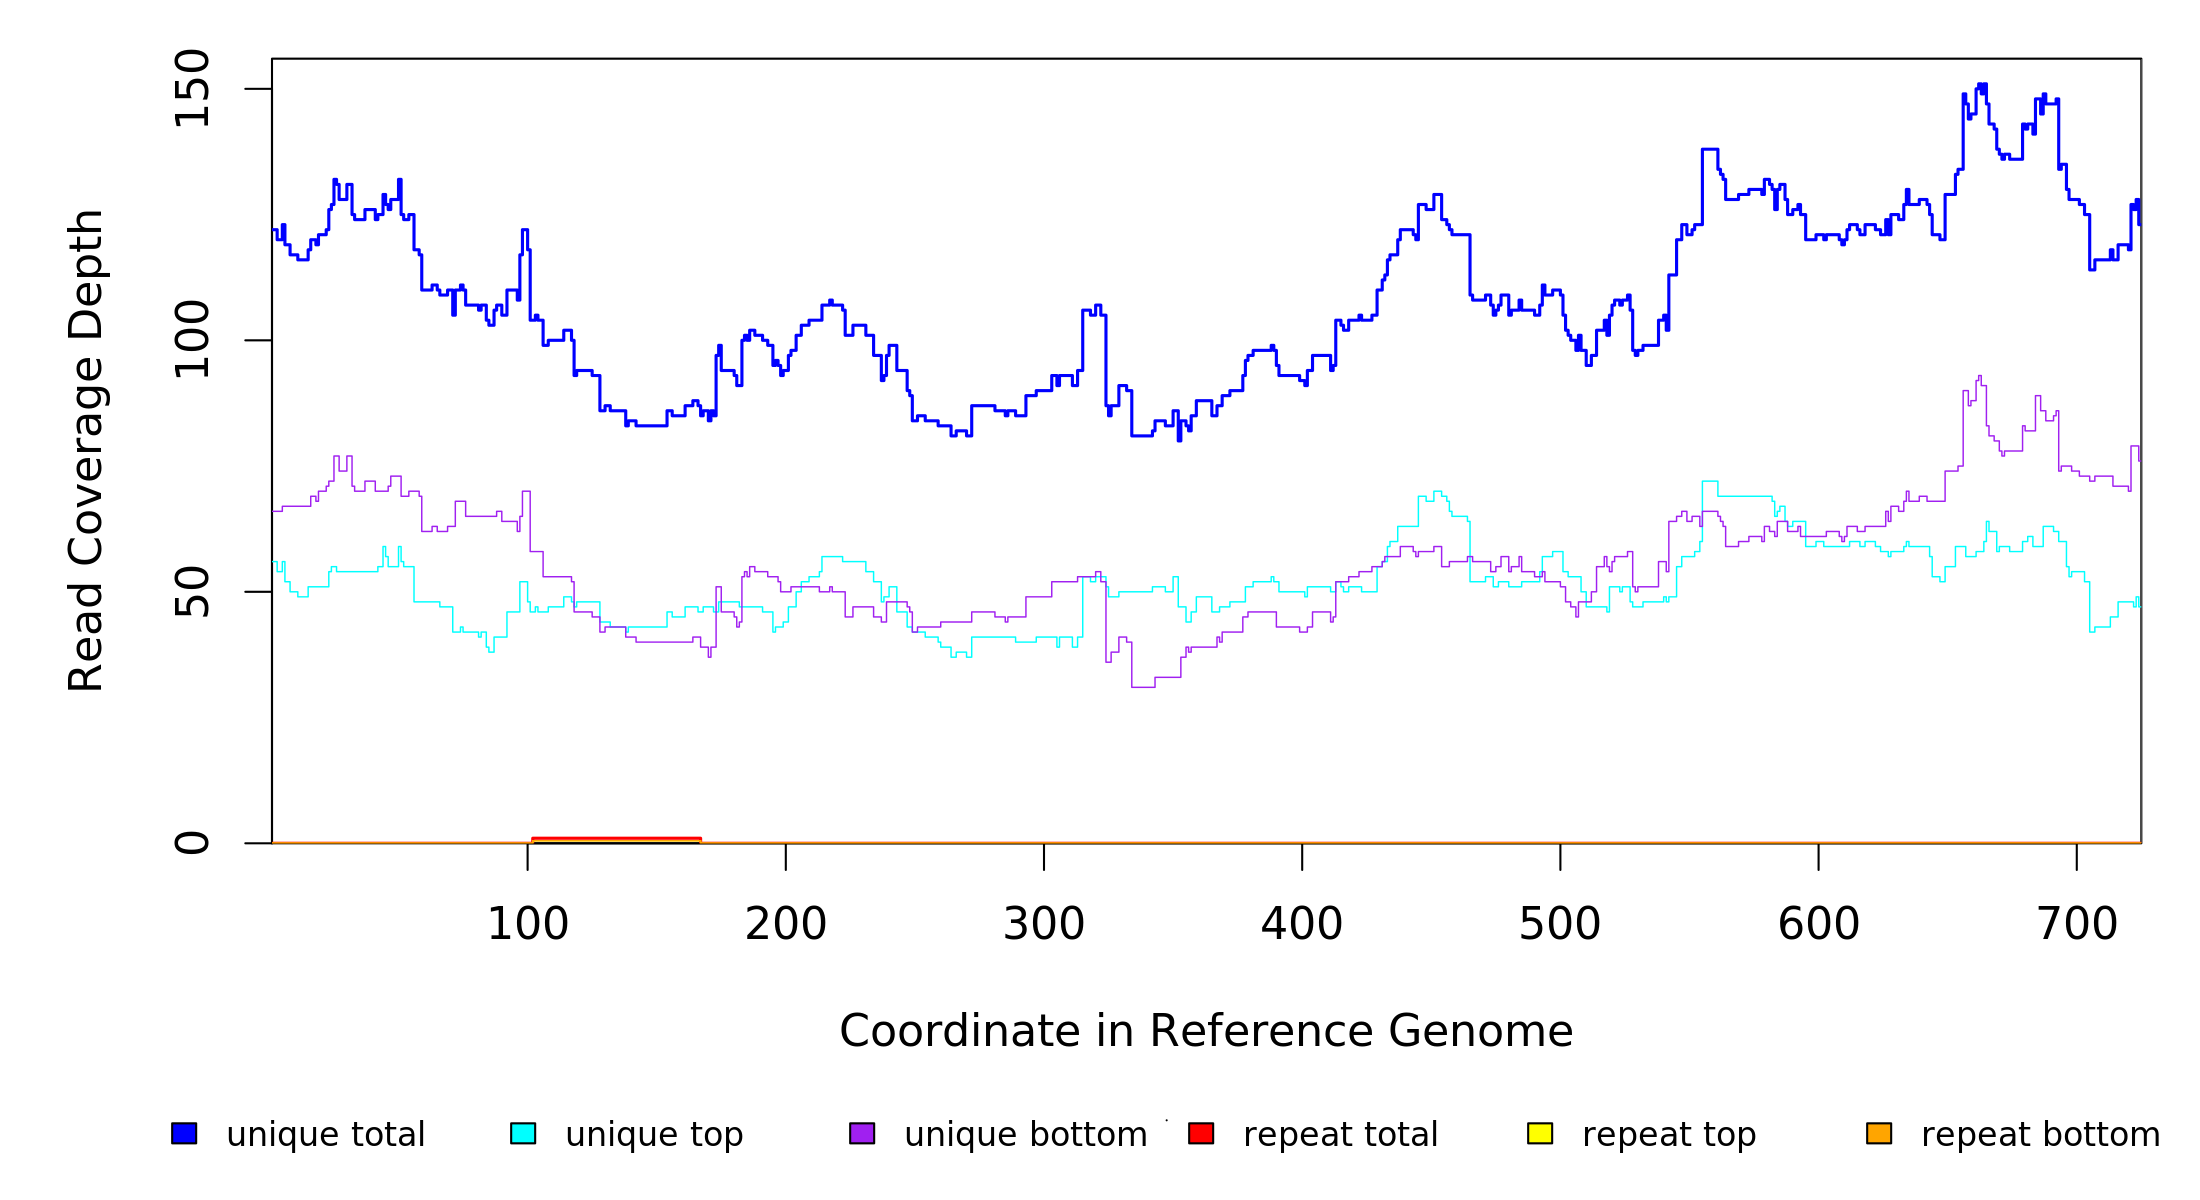 150
100
50
0
Read Coverage Depth
100 200 300 400 500 600 700
Coordinate in Reference Genome
unique total unique top unique bottom repeat total repeat top repeat bottom